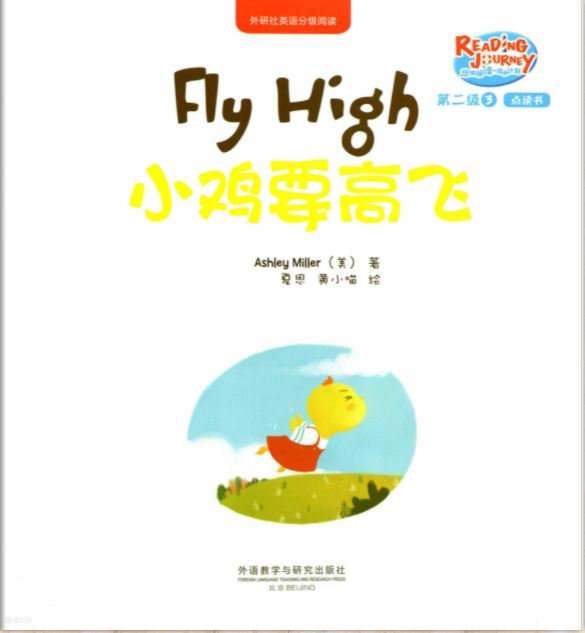 外研社英语分级阅读
READING
JOURNEY
第二级 3 点读书
Fly High
小鸡要高飞
Ashley Miller（美） 著
夏思 黄小喵 绘
外语教学与研究出版社
FOREIGN LANGUAGE TEACHING AND RESEARCH PRESS
北京 BEIJING